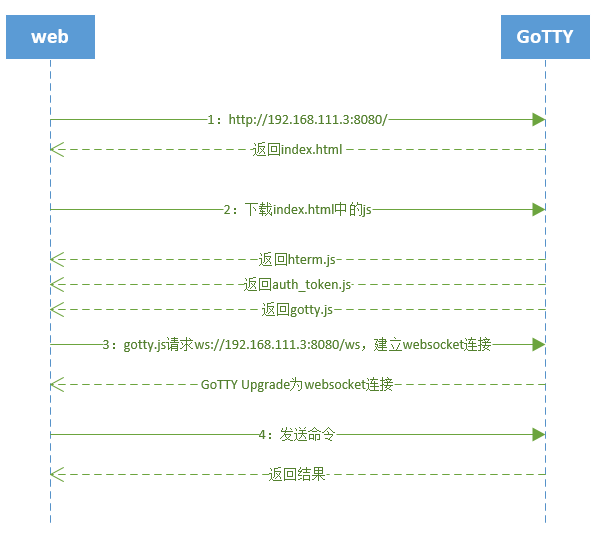 web
GoTTY
1：http://192.168.111.3:8080/
返回index.html
2：下载index.html中的js
返回hterm.js
返回auth_token.js
返回gotty.js
3：gotty.js请求ws://192.168.111.3:8080/ws，建立websocket连接
GoTTY Upgrade为websocket连接
4：发送命令
返回结果